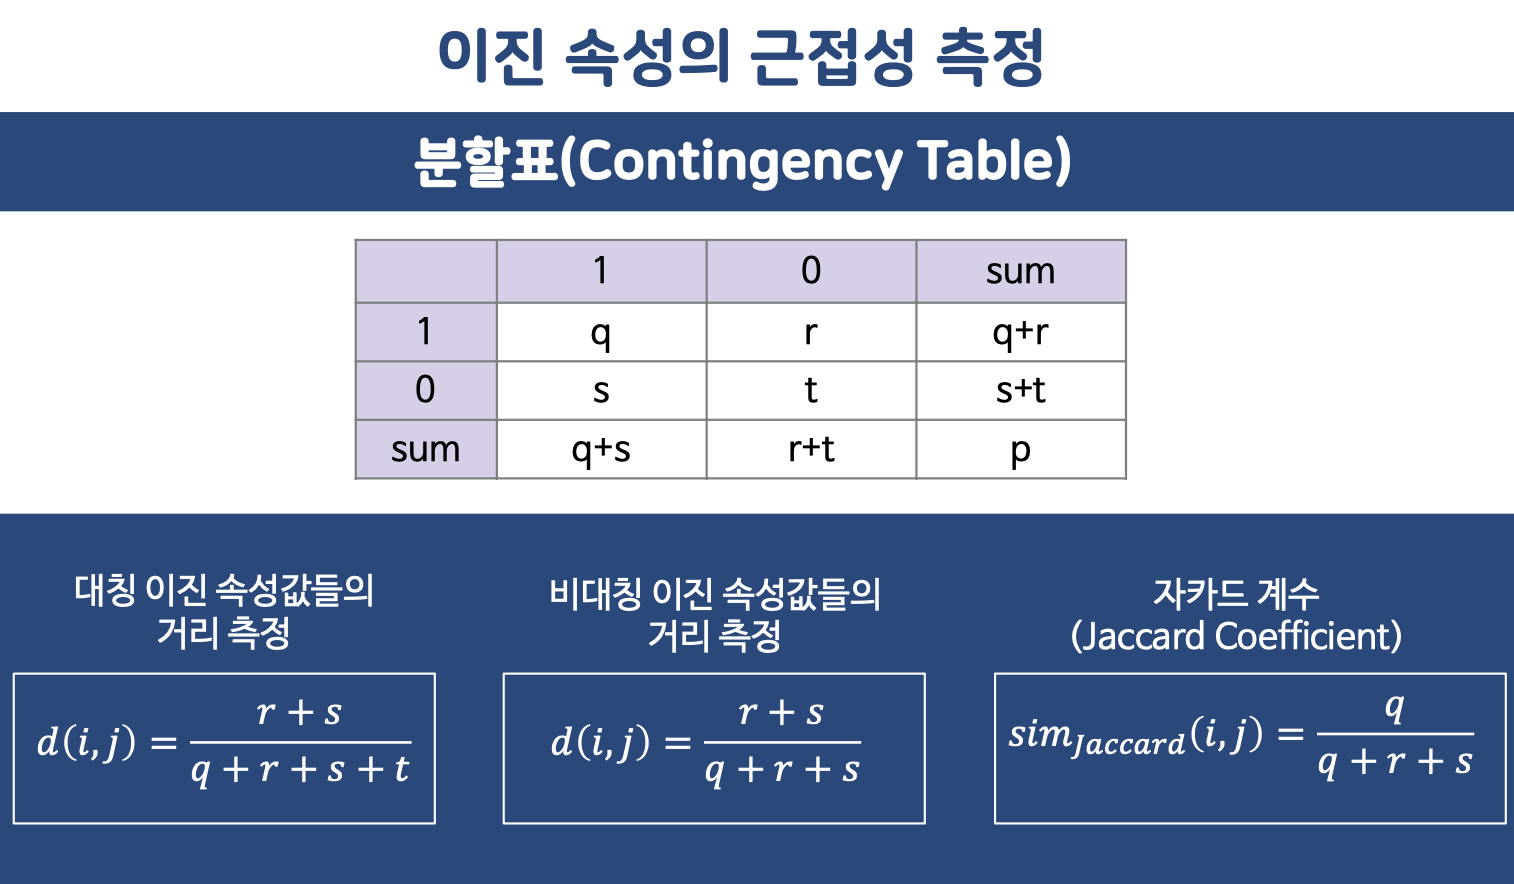 이진 속성의 근접성 측정
분할표(Contingency Table)
1 0 sum
1 q r q+r
0 s t s+t
sum q+s r+t p
대칭 이진 속성값들의
거리 측정
d(i,j) = (r + s) / (q + r + s + t)
비대칭 이진 속성값들의
거리 측정
d(i,j) = (r + s) / (q + r + s)
자카드 계수
(Jaccard Coefficient)
sim_Jaccard(i,j) = q / (q + r + s)